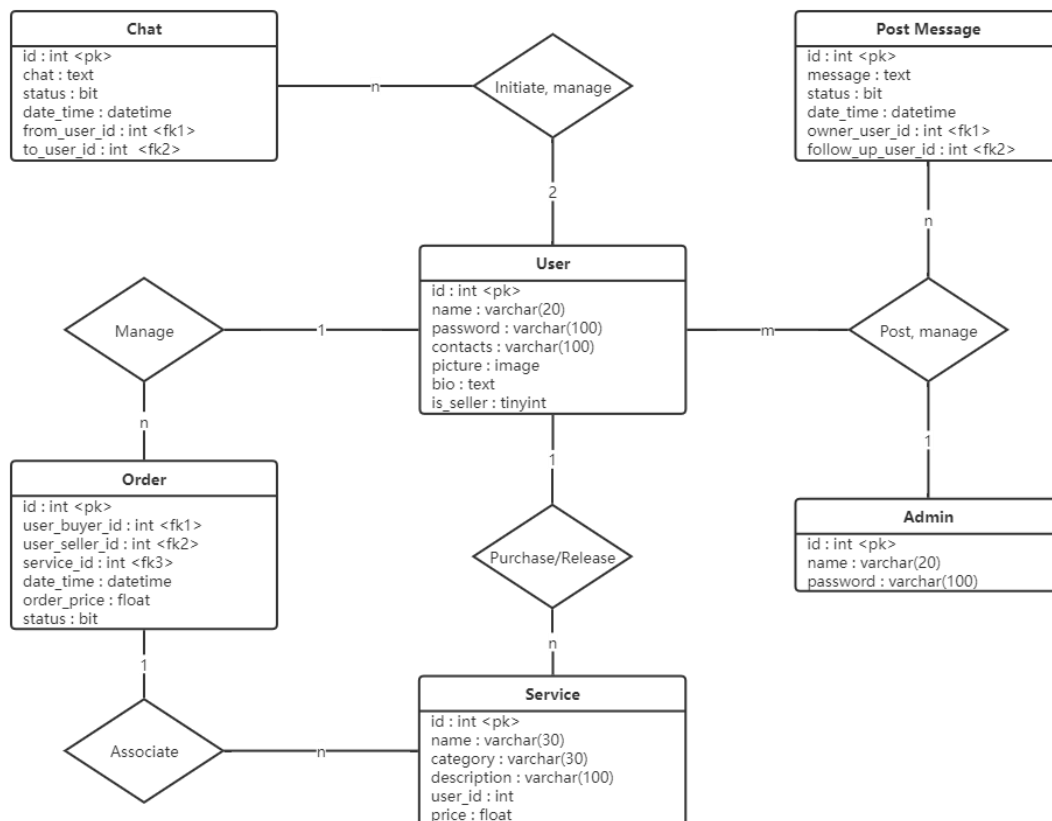 Chat
id : int <pk>
chat : text
status : bit
date_time : datetime
from_user_id : int <fk1>
to_user_id : int <fk2>
n
Initiate, manage
2
Post Message
id : int <pk>
message : text
status : bit
date_time : datetime
owner_user_id : int <fk1>
follow_up_user_id : int <fk2>
n
User
id : int <pk>
name : varchar(20)
password : varchar(100)
contacts : varchar(100)
picture : image
bio : text
is_seller : tinyint
Manage
1
n
m
Post, manage
1
1
Order
id : int <pk>
user_buyer_id : int <fk1>
user_seller_id : int <fk2>
service_id : int <fk3>
date_time : datetime
order_price : float
status : bit
Purchase/Release
n
Admin
id : int <pk>
name : varchar(20)
password : varchar(100)
1
Associate
n
Service
id : int <pk>
name : varchar(30)
category : varchar(30)
description : varchar(100)
user_id : int
price : float